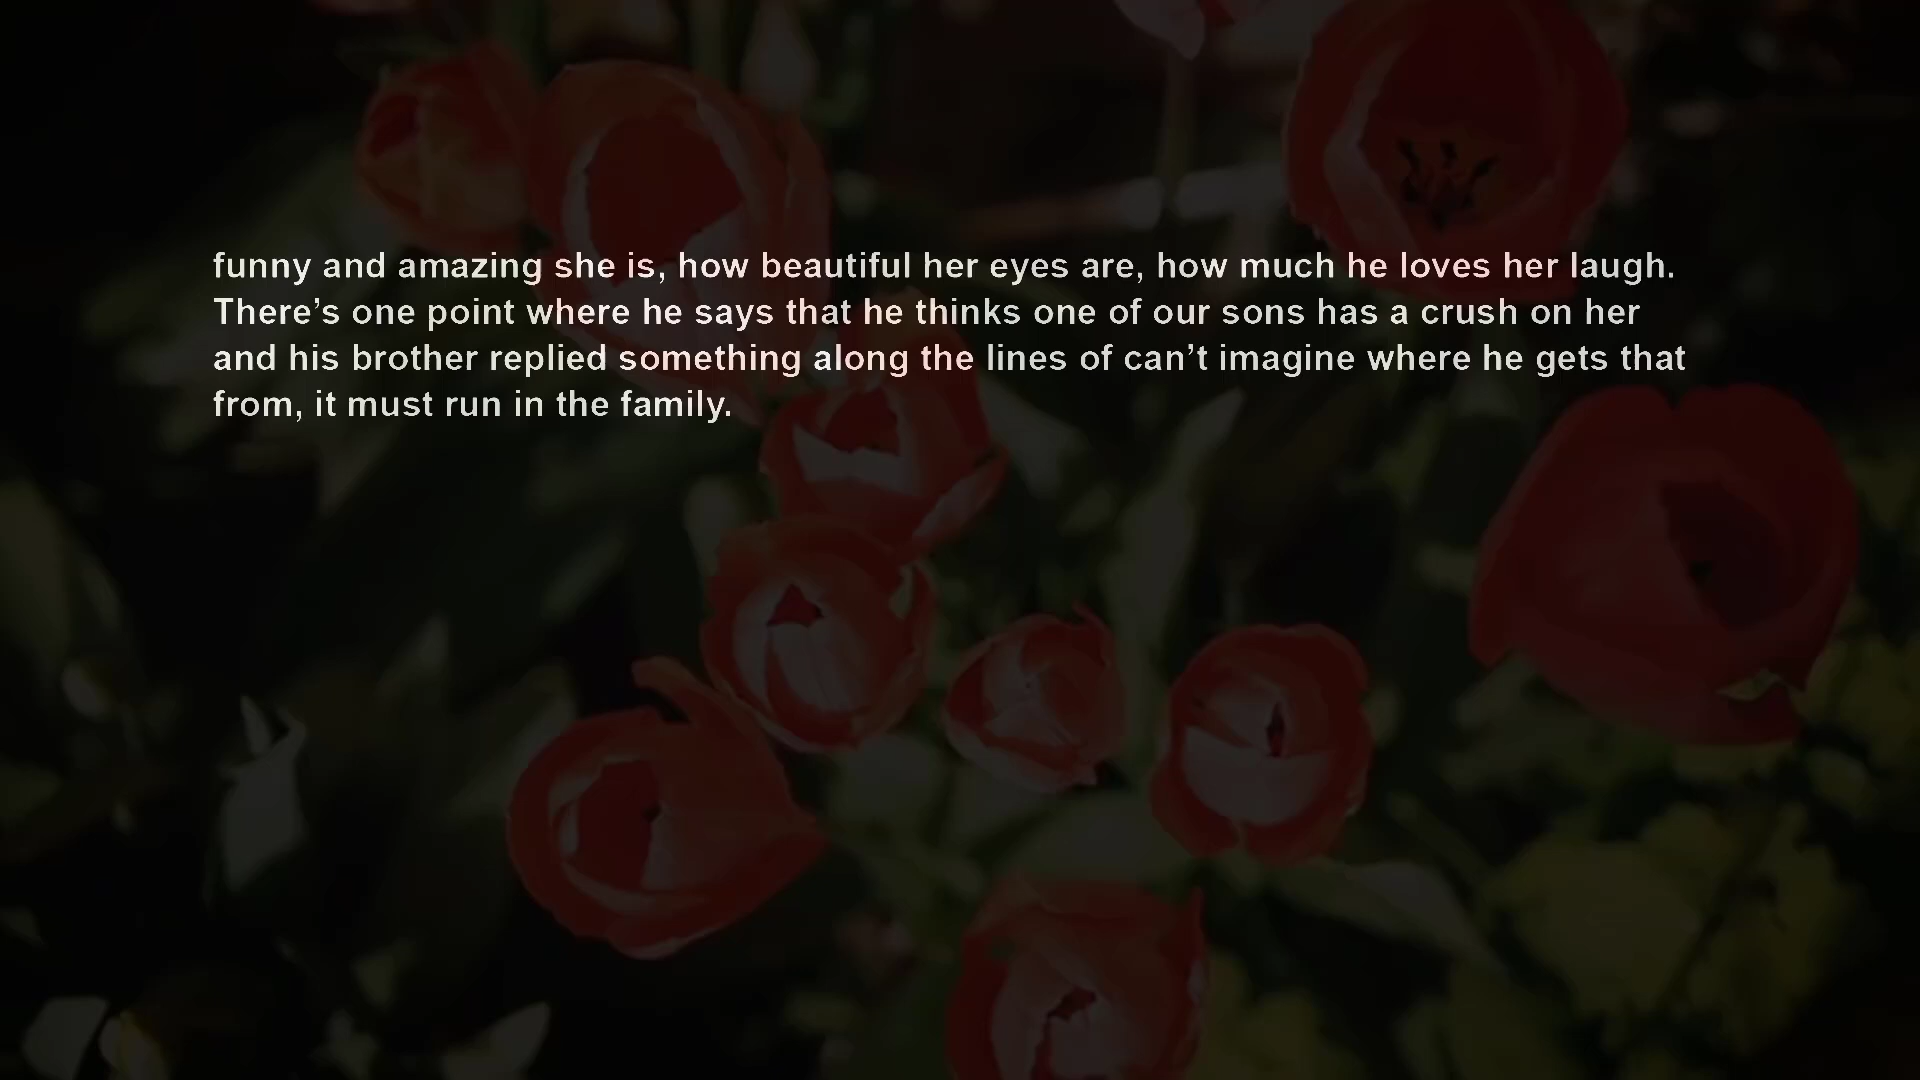 funny and amazing she is, how beautiful her eyes are, how much he loves her laugh.
There’s one point where he says that he thinks one of our sons has a crush on her
and his brother replied something along the lines of can’t imagine where he gets that
from, it must run in the family.